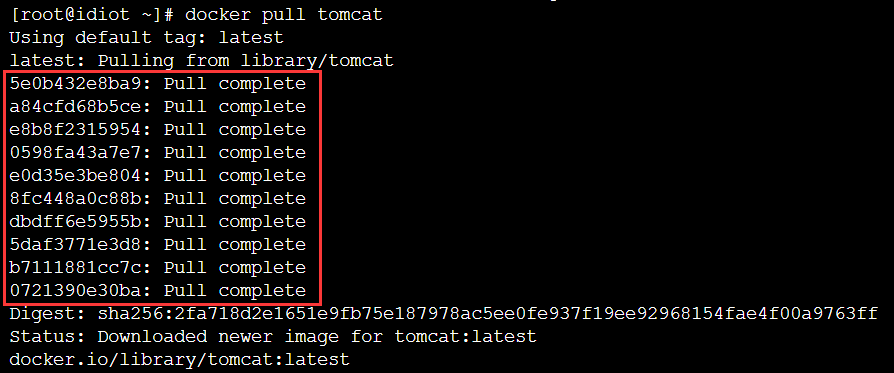 [root@idiot ~]# docker pull tomcat
Using default tag: latest
latest: Pulling from library/tomcat
5e0b432e8ba9: Pull complete
a84cfd68b5ce: Pull complete
e8b8f2315954: Pull complete
0598fa43a7e7: Pull complete
e0d35e3be804: Pull complete
8fc448a0c88b: Pull complete
dbdff6e5955b: Pull complete
5daf3771e3d8: Pull complete
b7111881cc7c: Pull complete
0721390e30ba: Pull complete
Digest: sha256:2fa718d2e1651e9fb75e187978ac5ee0fe937f19ee92968154fae4f00a9763ff
Status: Downloaded newer image for tomcat:latest
docker.io/library/tomcat:latest